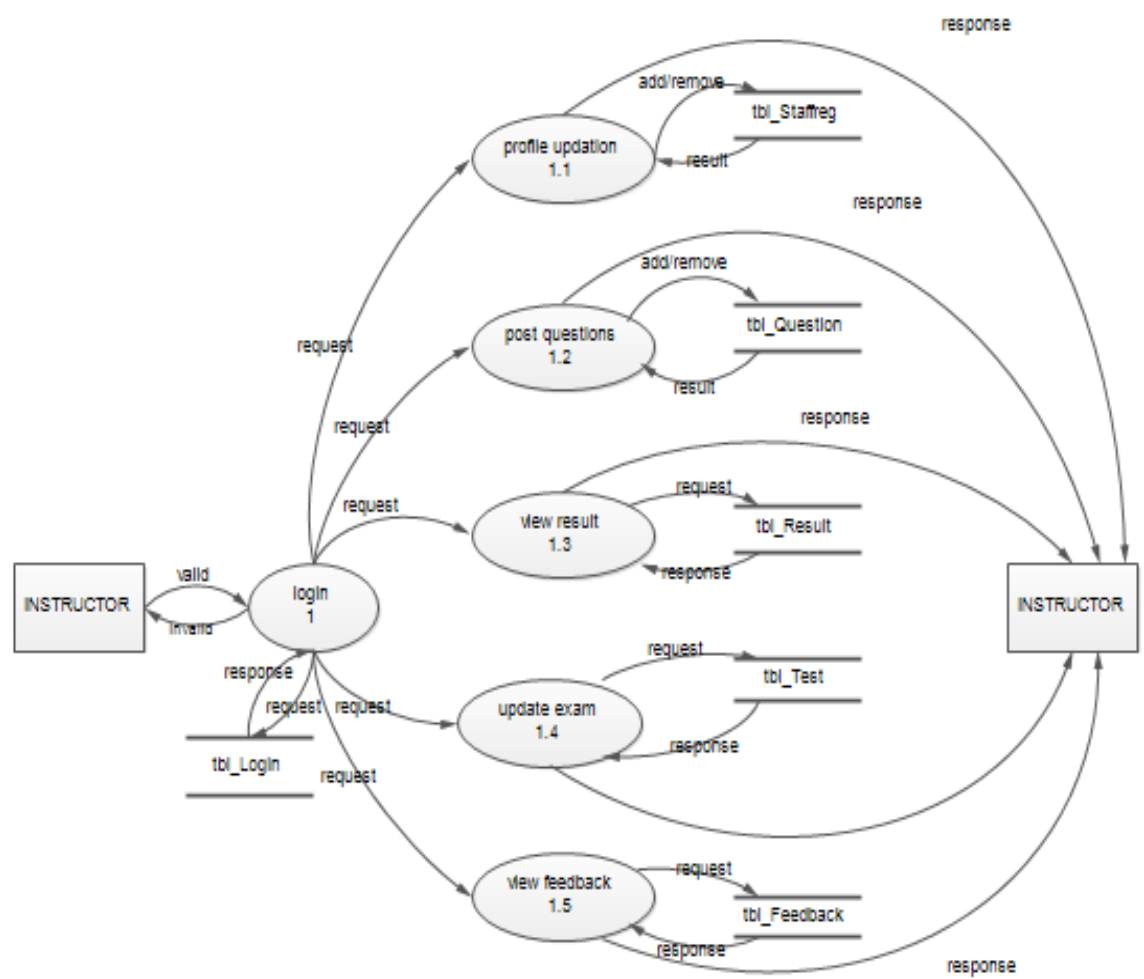 response
add/remove
tbl_Staffreg
profile updation
1.1
result
response
add/remove
tbl_Question
post questions
1.2
request
result
response
request
request
request
tbl_Result
view result
1.3
response
valid
login
1
INSTRUCTOR
INSTRUCTOR
invalid
request
response
tbl_Test
request
request
update exam
1.4
response
tbl_Login
request
request
view feedback
1.5
tbl_Feedback
response
response